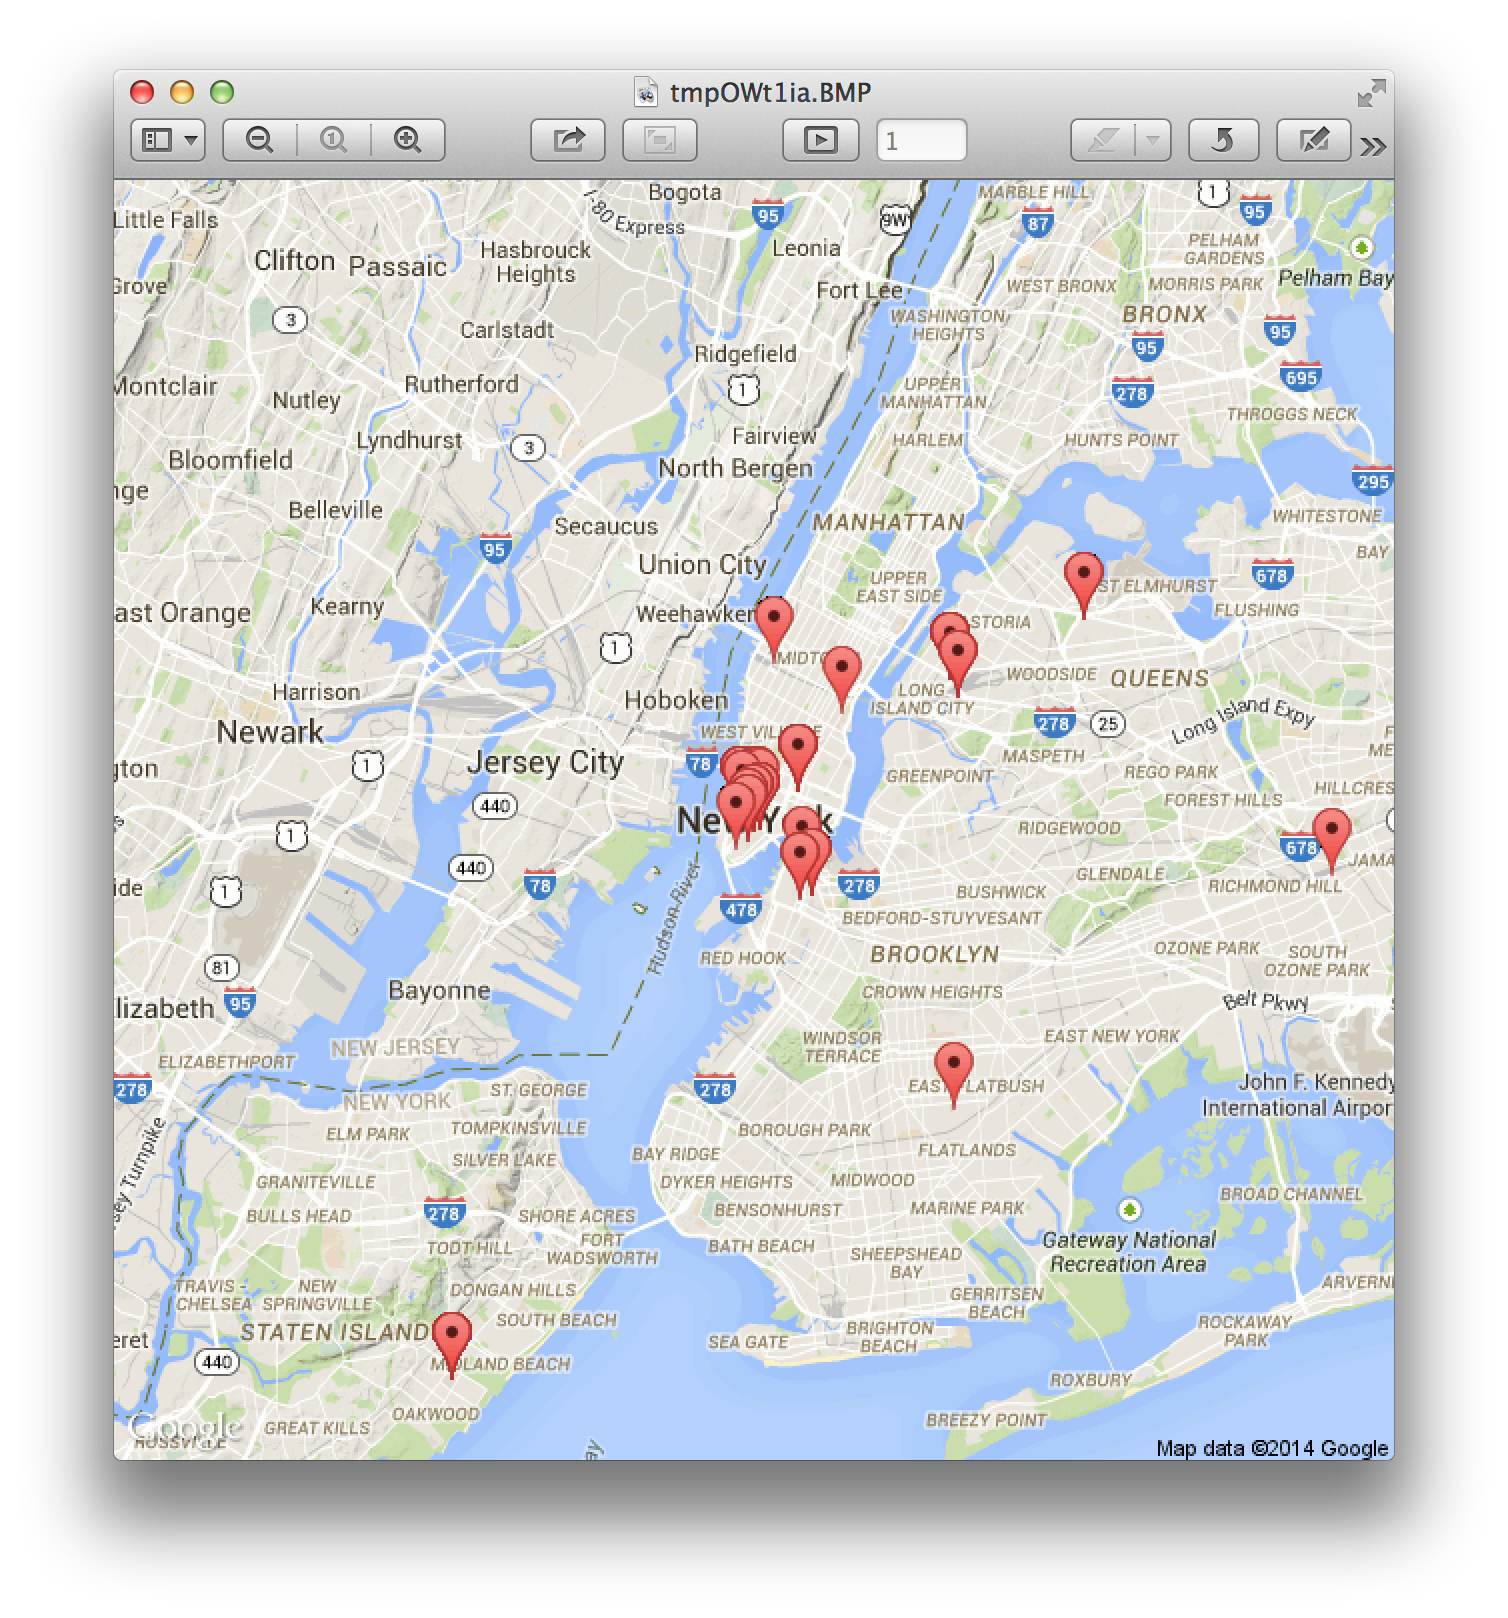 tmpOWt1ia.BMP
1
1
Bogota
MARBLE HILL
1
95
Little Falls
I-80 Express
95
9W
87
Clifton
Passaic
Hasbrouck
Heights
Leonia
PELHAM
GARDENS
Grove
Fort Lee
WEST BRONX
MORRIS PARK
Pelham Bay
3
Carlstadt
WASHINGTON
HEIGHTS
BRONX
95
95
Ridgefield
Montclair
Nutley
Rutherford
1
UPPER
MANHATTAN
278
695
THROGGS NECK
Lyndhurst
3
Fairview
HARLEM
HUNTS POINT
Bloomfield
North Bergen
295
nge
Belleville
Secaucus
MANHATTAN
WHITESTONE
95
Union City
UPPER
EAST SIDE
ST ELMHURST
678
BAY
ast Orange
Kearny
Weehawken
STORIA
FLUSHING
1
MIDTO
WOODSIDE
QUEENS
Harrison
Hoboken
LONG
ISLAND CITY
Newark
WEST VILLAGE
278
25
Long Island Expy
1
Jersey City
78
MASPETH
gton
GREENPOINT
REGO PARK
HILLCRES
440
FOREST HILLS
1
New York
RIDGEWOOD
678
JAMA
440
GLENDALE
ide
1
78
278
BUSHWICK
RICHMOND HILL
478
BEDFORD-STUYVESANT
Hudson River
81
RED HOOK
BROOKLYN
OZONE PARK
SOUTH
OZONE PARK
lizabeth
95
Bayonne
CROWN HEIGHTS
Belt Pkwy
NEW JERSEY
WINDSOR
TERRACE
EAST NEW YORK
ELIZABETHPORT
278
NEW YORK
ST. GEORGE
278
EAST FLATBUSH
John F. Kennedy
International Airpor
ELM PARK
TOMPKINSVILLE
BOROUGH PARK
sey Turnpike
SILVER LAKE
BAY RIDGE
FLATLANDS
GRANITEVILLE
DYKER HEIGHTS
MIDWOOD
BROAD CHANNEL
BULLS HEAD
278
SHORE ACRES
BENSONHURST
MARINE PARK
TODT HILL
FORT
WADSWORTH
BATH BEACH
SHEEPSHEAD
BAY
Gateway National
Recreation Area
TRAVIS -
CHELSEA
NEW
SPRINGVILLE
DONGAN HILLS
GERRITSEN
BEACH
ARVERN
STATEN ISLAND
SOUTH BEACH
SEA GATE
BRIGHTON
BEACH
ROCKAWAY
PARK
eret
440
MIDLAND BEACH
ROXBURY
OAKWOOD
BREEZY POINT
Google
ROSSVILLE
GREAT KILLS
Map data ©2014 Google